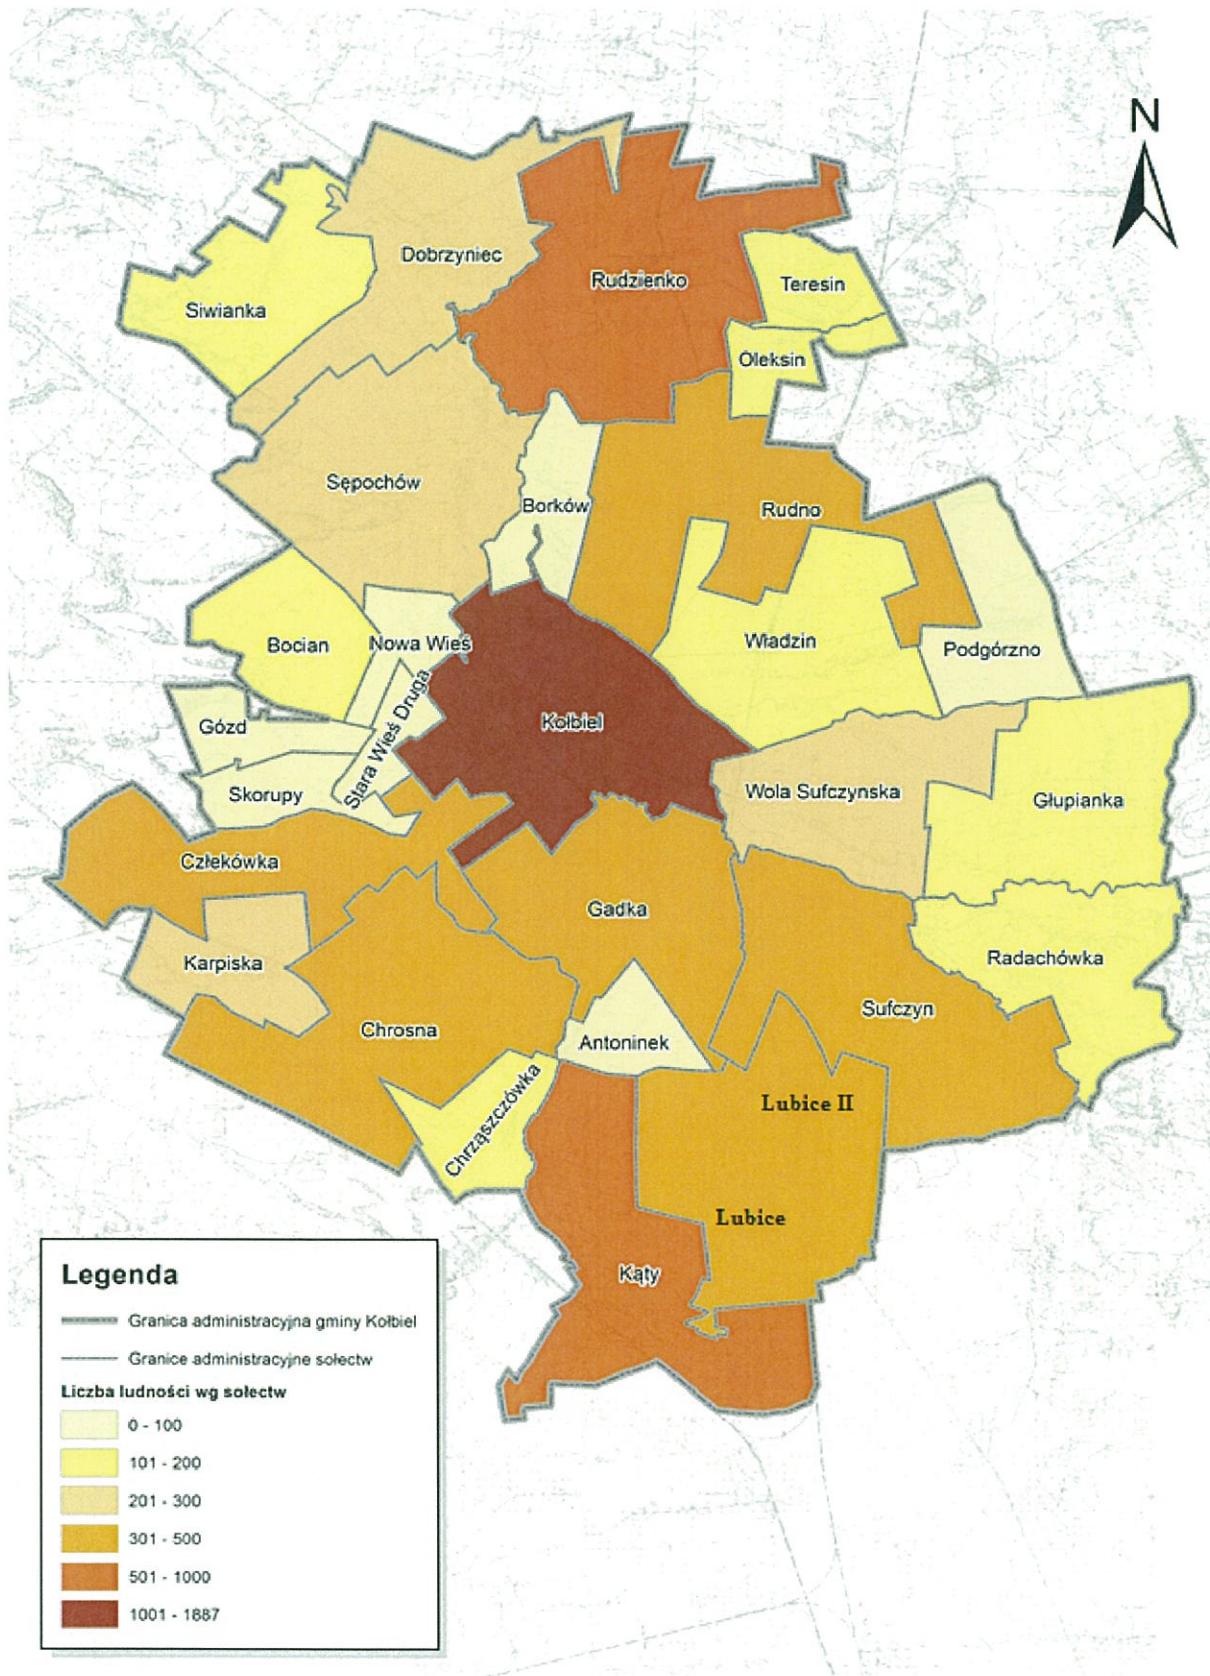 N
Dobrzyniec
Rudzienko
Teresin
Siwianka
Oleksin
Sępochów
Borków
Rudno
Bocian
Nowa Wieś
Władzin
Podgórzno
Stara Wieś Druga
Gózd
Kołbiel
Skorupy
Wola Sufczynska
Głupianka
Człekówka
Gadka
Karpiska
Radachówka
Chrosna
Sufczyn
Antoninek
Chrząszczówka
Lubice II
Lubice
Kąty
Legenda
Granica administracyjna gminy Kołbiel
Granice administracyjne sołectw
Liczba ludności wg sołectw
0 - 100
101 - 200
201 - 300
301 - 500
501 - 1000
1001 - 1887